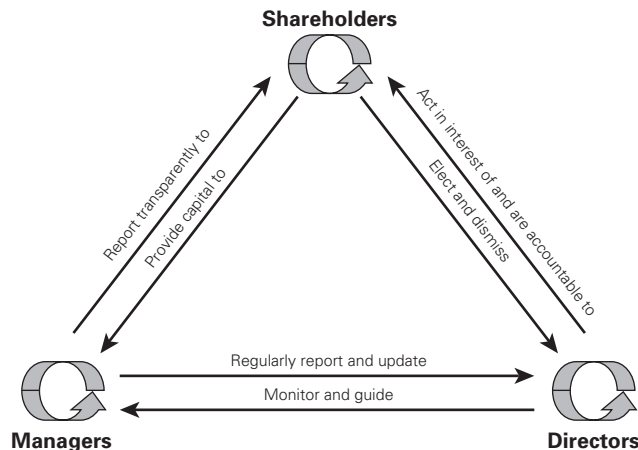 Shareholders
Report transparently to
Provide capital to
Elect and dismiss
Act in interest of and are accountable to
Regularly report and update
Monitor and guide
Managers
Directors